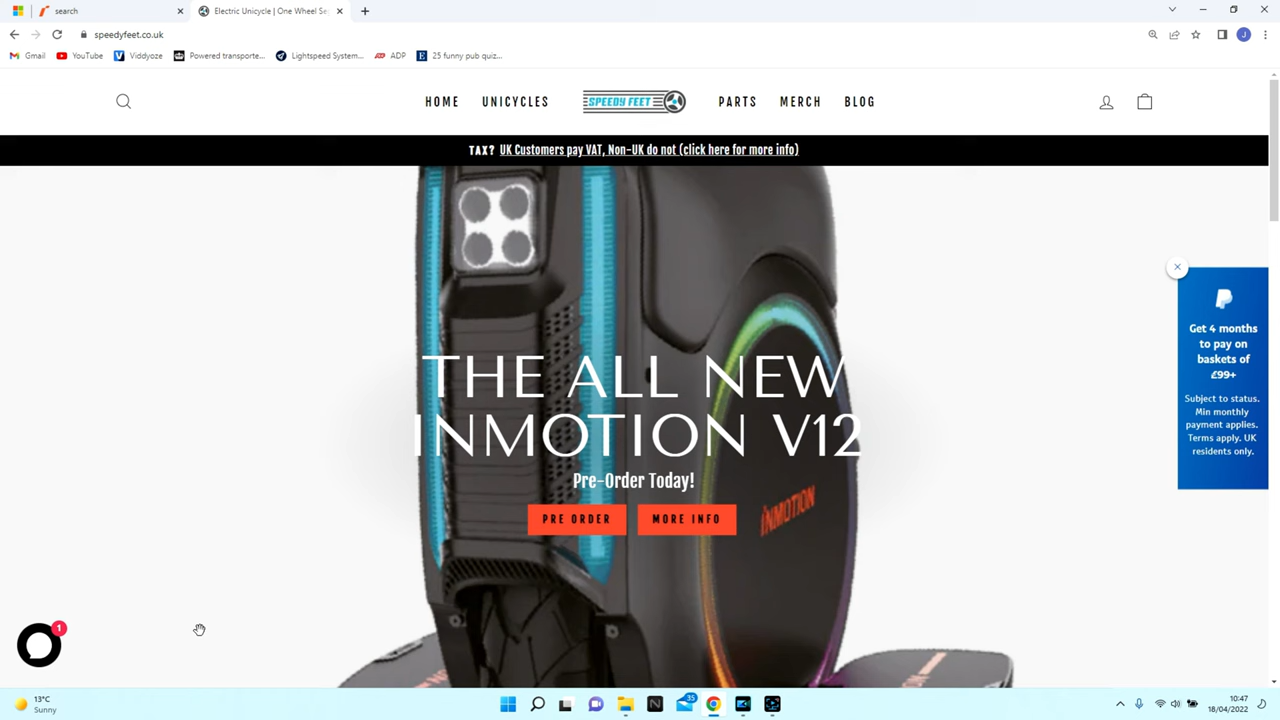 search
Electric Unicycle | One Wheel Se
speedyfeet.co.uk
J
Gmail
YouTube
Viddyoze
Powered transporte...
Lightspeed System...
ADP
25 funny pub quiz...
HOME
UNICYCLES
SPEEDY FEET
PARTS
MERCH
BLOG
TAX? UK Customers pay VAT, Non-UK do not (click here for more info)
THE ALL NEW
INMOTION V12
Pre-Order Today!
PRE ORDER
MORE INFO
INMOTION
Get 4 months
to pay on
baskets of
£99+
Subject to status.
Min monthly
payment applies.
Terms apply. UK
residents only.
1
13°C
Sunny
35
10:47
18/04/2022